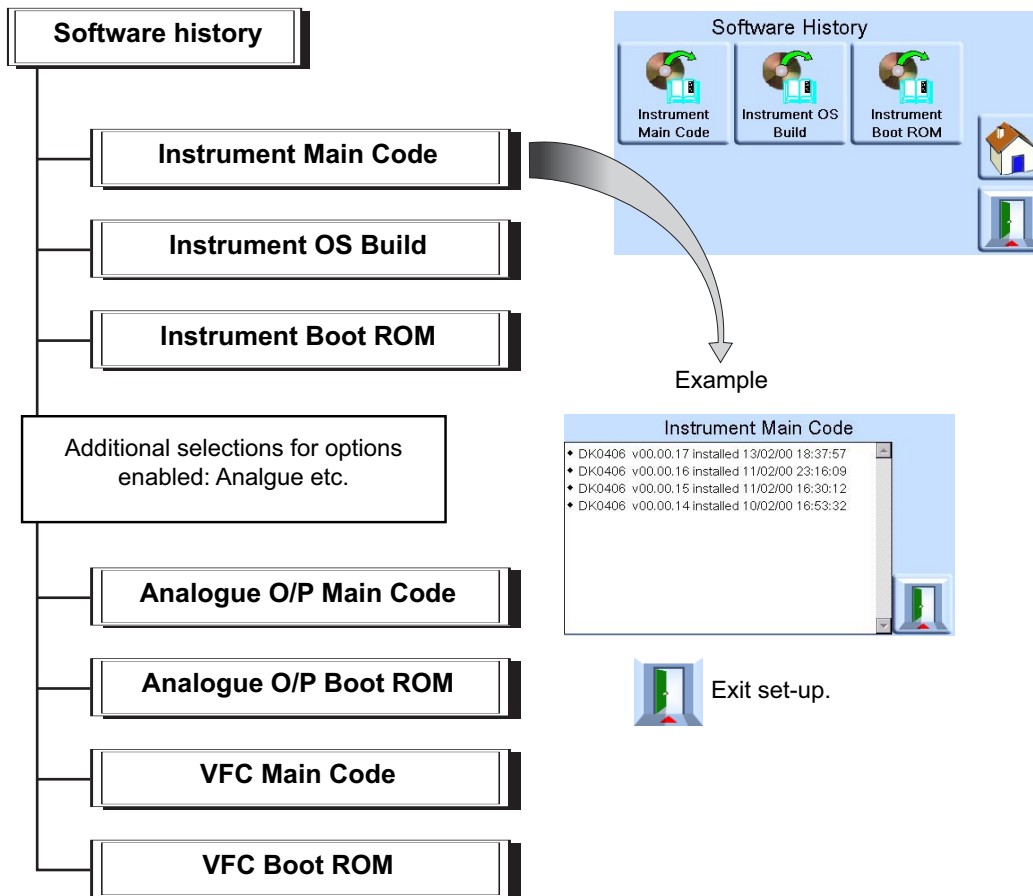 Software history
Instrument Main Code
Instrument OS Build
Instrument Boot ROM
Additional selections for options
enabled: Analgue etc.
Analogue O/P Main Code
Analogue O/P Boot ROM
VFC Main Code
VFC Boot ROM
Software History
Instrument
Main Code
Instrument OS
Build
Instrument
Boot ROM
Example
Instrument Main Code
◆ DK0406 v00.00.17 installed 13/02/00 18:37:57
◆ DK0406 v00.00.16 installed 11/02/00 23:16:09
◆ DK0406 v00.00.15 installed 11/02/00 16:30:12
◆ DK0406 v00.00.14 installed 10/02/00 16:53:32
Exit set-up.